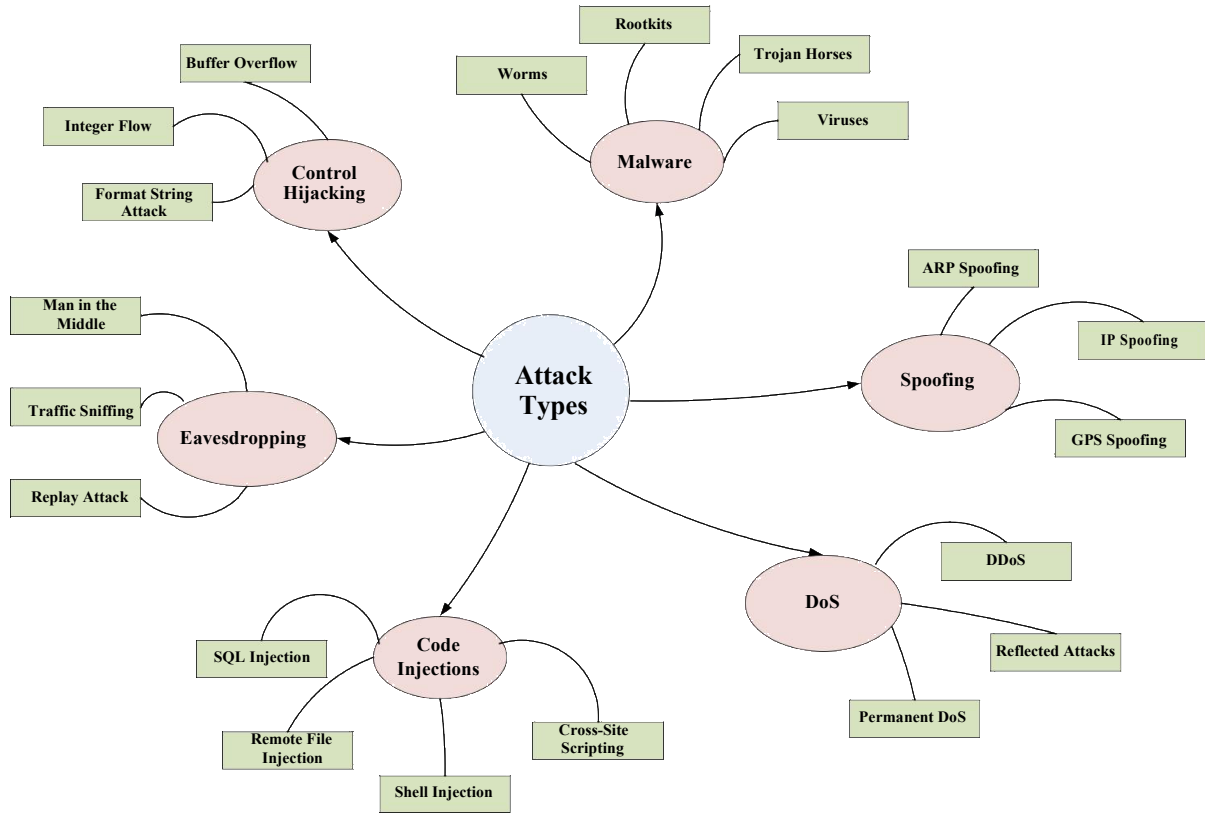 Rootkits
Buffer Overflow
Trojan Horses
Worms
Integer Flow
Viruses
Malware
Control
Hijacking
Format String
Attack
ARP Spoofing
Man in the
Middle
IP Spoofing
Attack
Types
Spoofing
Traffic Sniffing
Eavesdropping
GPS Spoofing
Replay Attack
DDoS
DoS
Code
Injections
SQL Injection
Reflected Attacks
Permanent DoS
Remote File
Injection
Cross-Site
Scripting
Shell Injection